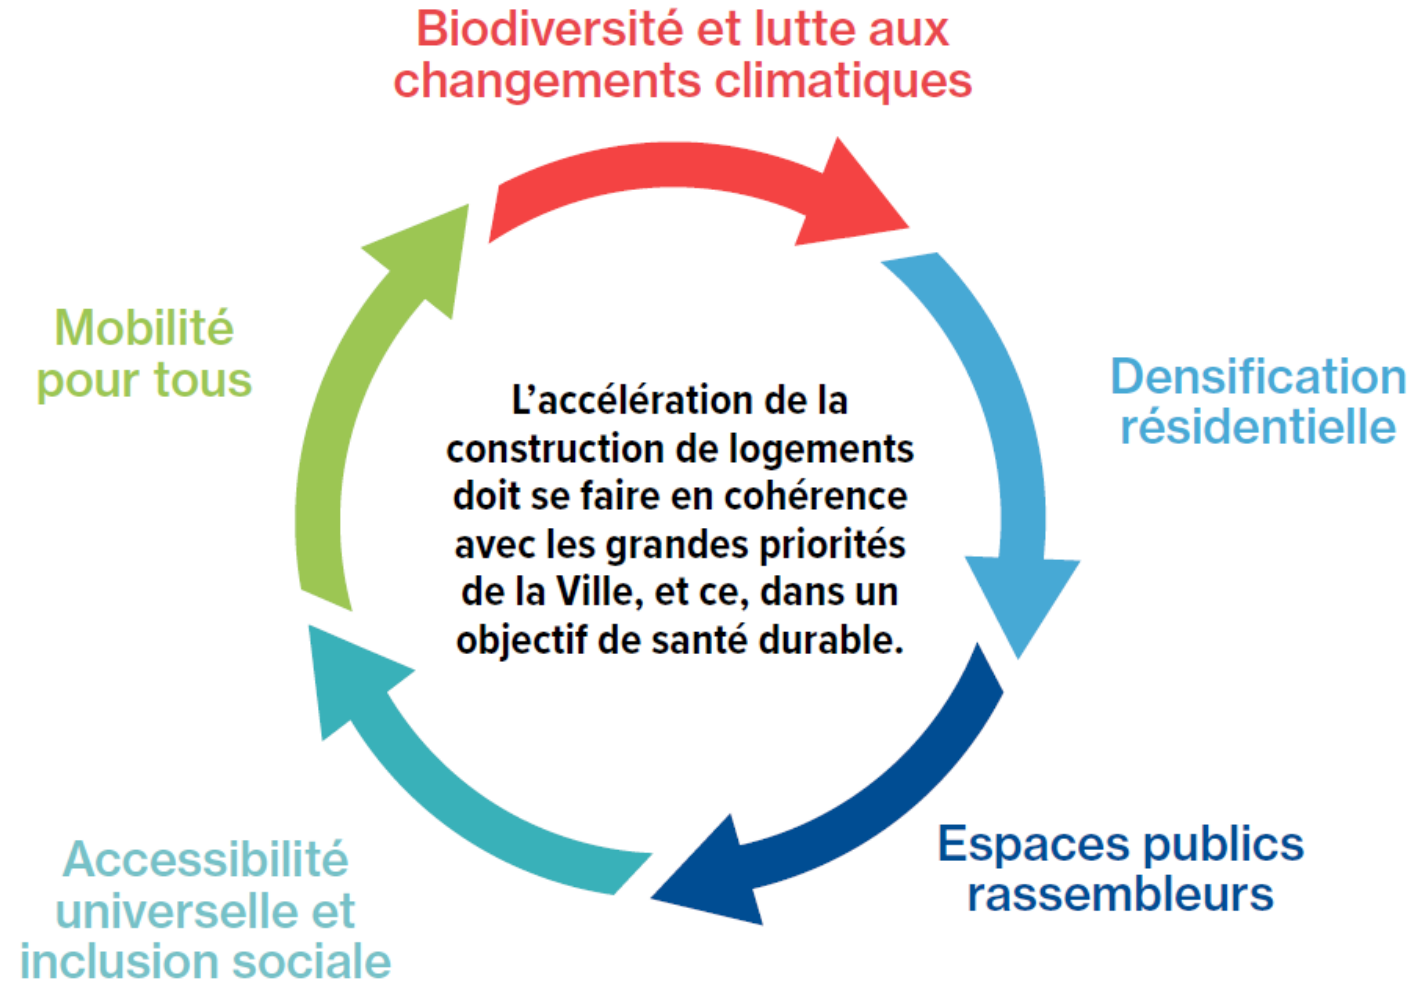 Biodiversité et lutte aux
changements climatiques
Mobilité
pour tous
Densification
résidentielle
L’accélération de la
construction de logements
doit se faire en cohérence
avec les grandes priorités
de la Ville, et ce, dans un
objectif de santé durable.
Espaces publics
rassembleurs
Accessibilité
universelle et
inclusion sociale